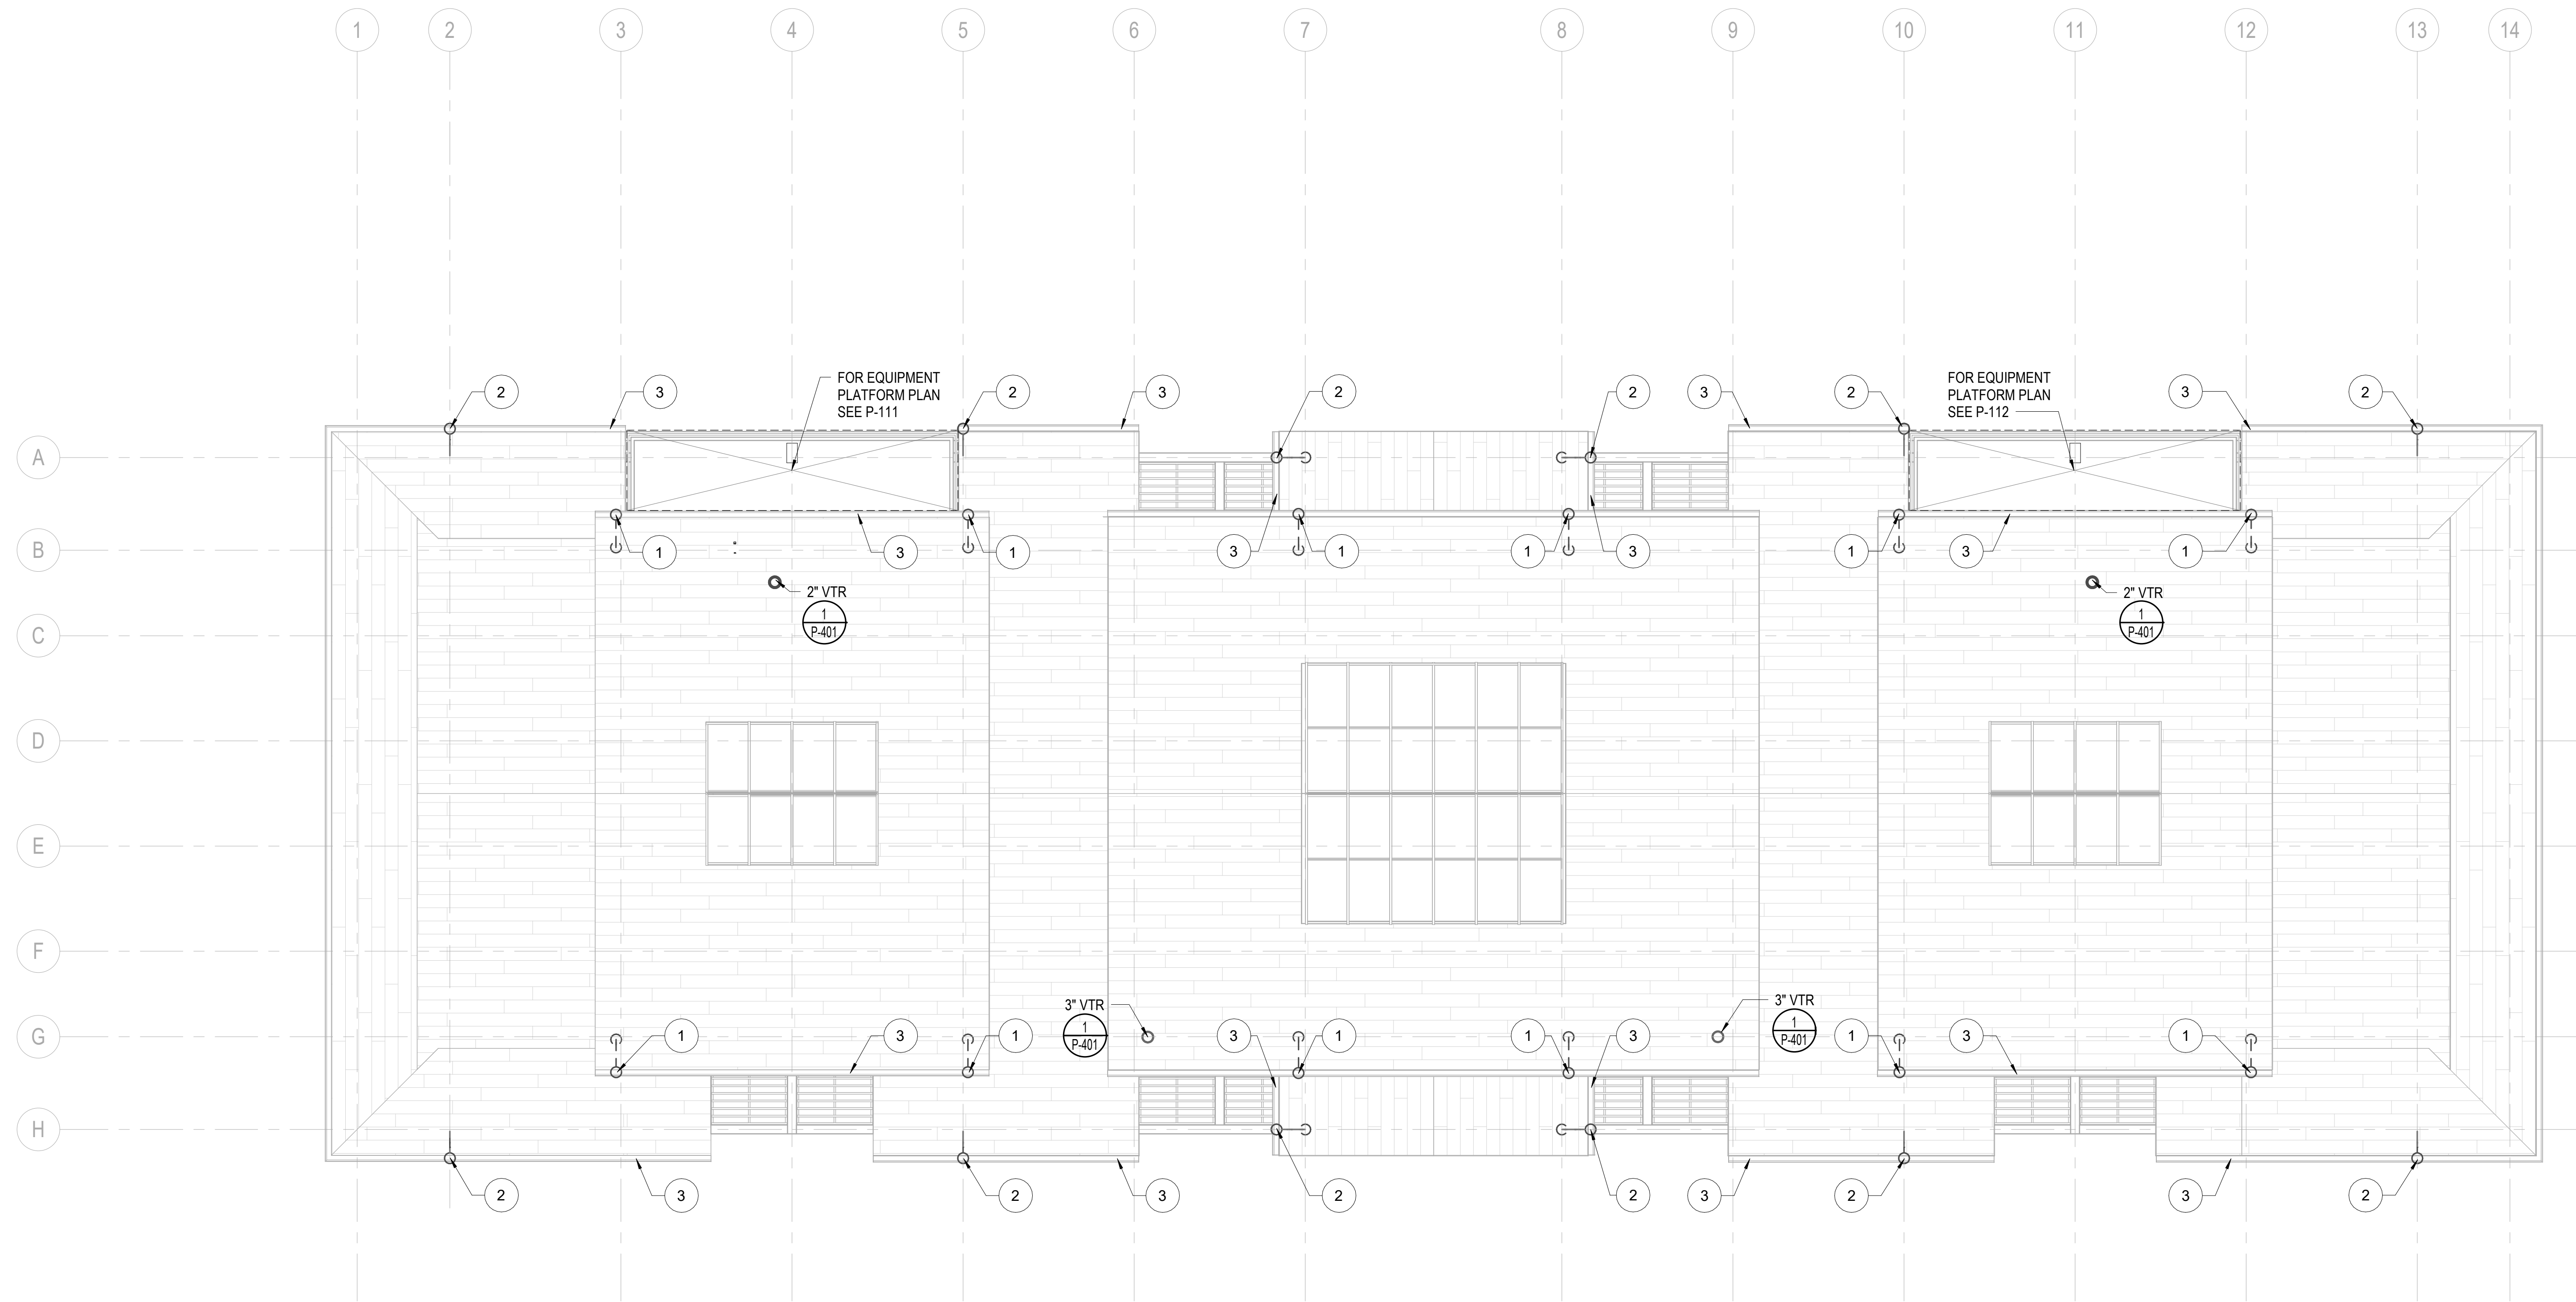 1 2 3 4 5 6 7 8 9 10 11 12 13 14
FOR EQUIPMENT
PLATFORM PLAN
SEE P-111
FOR EQUIPMENT
PLATFORM PLAN
SEE P-112
2 3 2 3 2 2 3 2 3 2
A
B
1 3 1 3 1 1 3 1 3 1
2" VTR
1
P-401
2" VTR
1
P-401
C
D
E
F
3" VTR
1
P-401
3" VTR
1
P-401
G
1 3 1 3 1 1 3 1 3 1
H
2 3 2 3 2 2 3 2 3 2